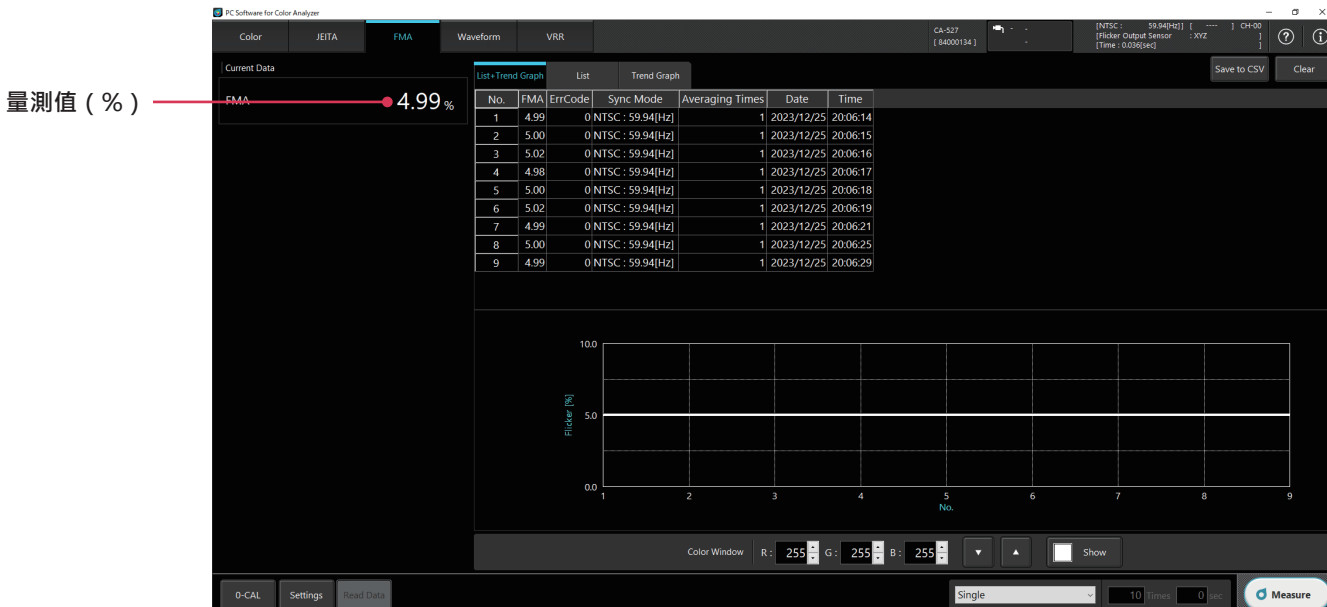 PC Software for Color Analyzer
Color JEITA FMA Waveform VRR
CA-527
[ 84000134 ]
- -
-
[NTSC : 59.94[Hz]] [ ---- ] CH-00
[Flicker Output Sensor : XYZ ]
[Time : 0.036[sec] ]
Current Data
量測值（%）
FMA 4.99 %
List+Trend Graph List Trend Graph
Save to CSV Clear
No. FMA ErrCode Sync Mode Averaging Times Date Time
1 4.99 0 NTSC : 59.94[Hz] 1 2023/12/25 20:06:14
2 5.00 0 NTSC : 59.94[Hz] 1 2023/12/25 20:06:15
3 5.02 0 NTSC : 59.94[Hz] 1 2023/12/25 20:06:16
4 4.98 0 NTSC : 59.94[Hz] 1 2023/12/25 20:06:17
5 5.00 0 NTSC : 59.94[Hz] 1 2023/12/25 20:06:18
6 5.02 0 NTSC : 59.94[Hz] 1 2023/12/25 20:06:19
7 4.99 0 NTSC : 59.94[Hz] 1 2023/12/25 20:06:21
8 5.00 0 NTSC : 59.94[Hz] 1 2023/12/25 20:06:25
9 4.99 0 NTSC : 59.94[Hz] 1 2023/12/25 20:06:29
10.0
Flicker [%]
5.0
0.0
1 2 3 4 5 6 7 8 9
No.
Color Window R : 255 G : 255 B : 255 ▼ ▲ Show
0-CAL Settings Read Data Single 10 Times 0 sec Measure